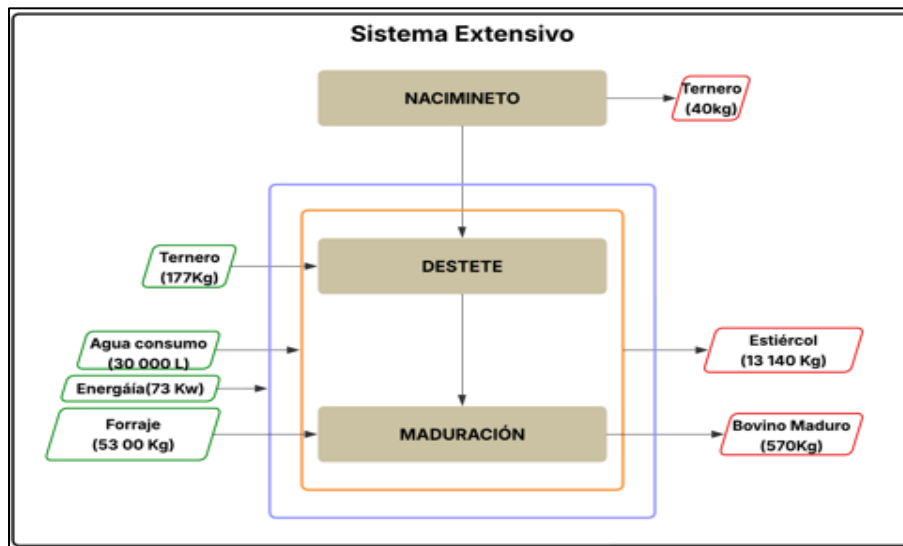 Sistema Extensivo
NACIMINETO
Ternero
(40kg)
Ternero
(177Kg)
DESTETE
Agua consumo
(30 000 L)
Estiércol
(13 140 Kg)
Energáía(73 Kw)
Forraje
(53 00 Kg)
MADURACIÓN
Bovino Maduro
(570Kg)